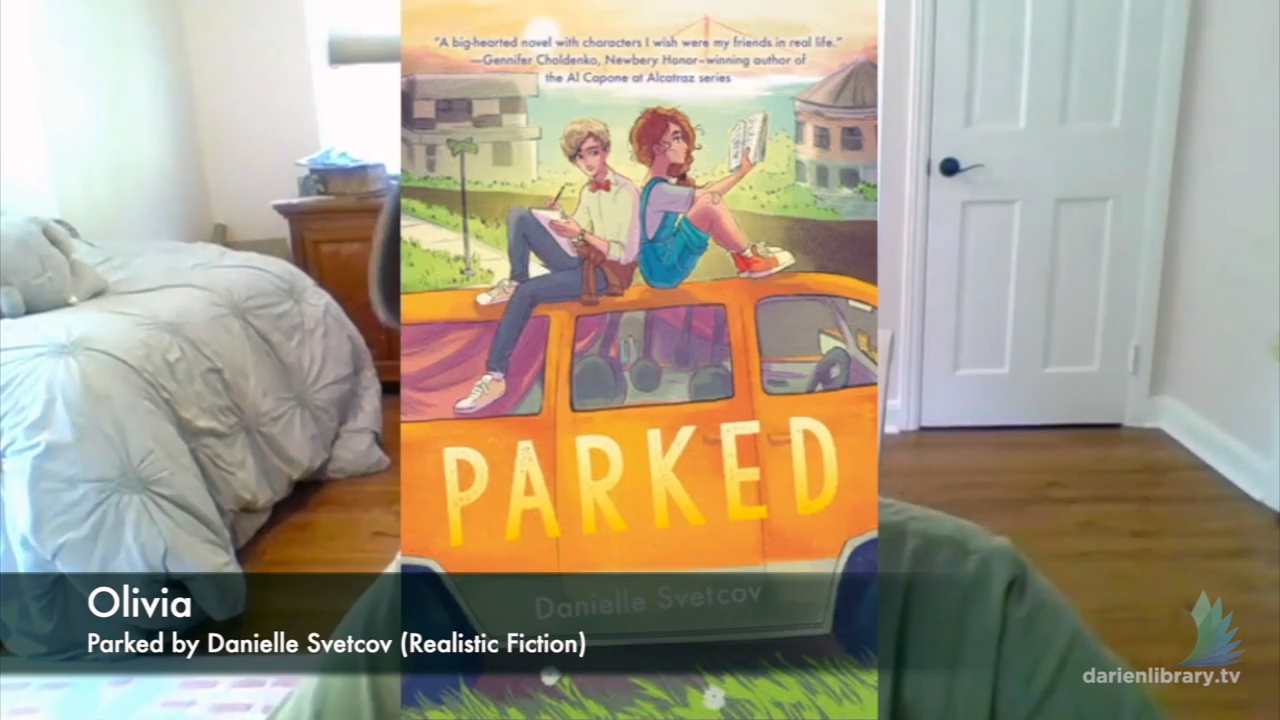 “A big-hearted novel with characters I wish were my friends in real life.”
—Gennifer Choldenko, Newbery Honor–winning author of
the Al Capone at Alcatraz series
PARKED
Danielle Svetcov
Olivia
Parked by Danielle Svetcov (Realistic Fiction)
darienlibrary.tv